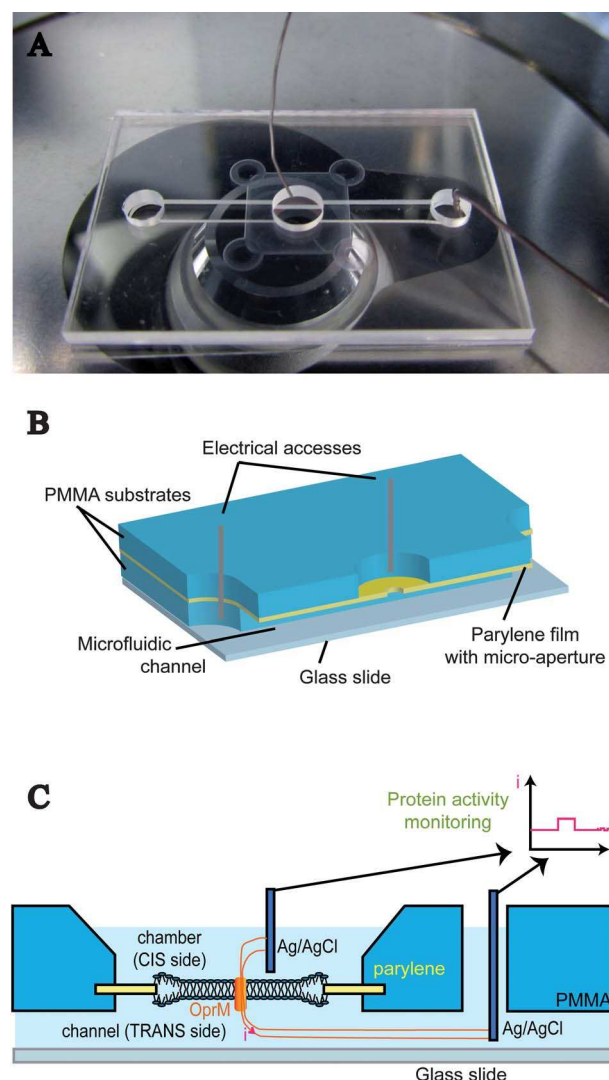 A
B
Electrical accesses
PMMA substrates
Microfluidic
channel
Glass slide
Parylene film
with micro-aperture
C
Protein activity
monitoring
i
chamber
(CIS side)
Ag/AgCl
parylene
OprM
PMMA
channel (TRANS side)
i
Ag/AgCl
Glass slide